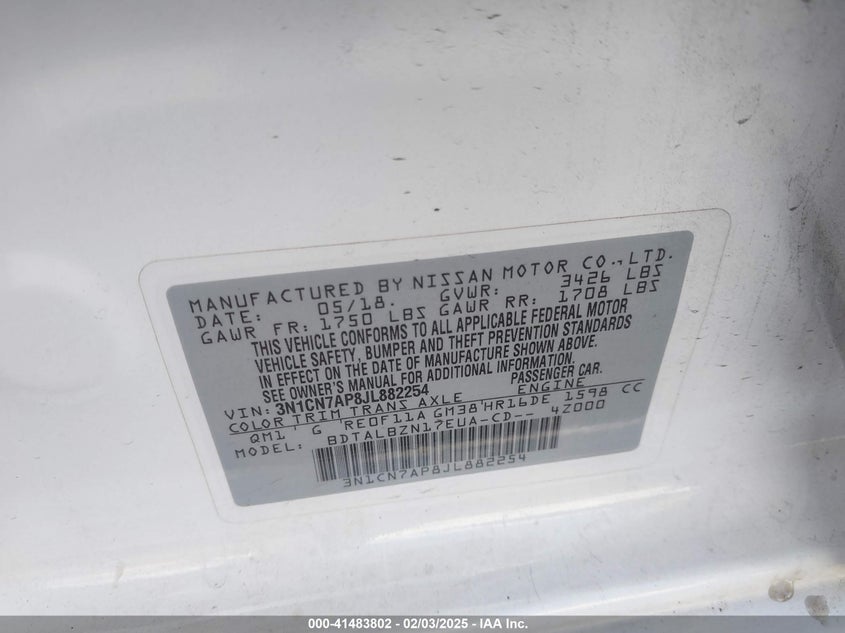 MANUFACTURED BY NISSAN MOTOR CO., LTD.
DATE: 05/18. GVWR: 3426 LBS
GAWR FR: 1750 LBS GAWR RR: 1708 LBS
THIS VEHICLE CONFORMS TO ALL APPLICABLE FEDERAL MOTOR
VEHICLE SAFETY, BUMPER AND THEFT PREVENTION STANDARDS
IN EFFECT ON THE DATE OF MANUFACTURE SHOWN ABOVE.
SEE OWNER'S MANUAL FOR ADDITIONAL INFORMATION.
VIN: 3N1CN7AP8JL882254 PASSENGER CAR.
COLOR TRIM TRANS AXLE ENGINE
QM1 G RE0F11A GM38 HR16DE 1598 CC
MODEL: BDTALBZN17EUA-CD-- 4Z000
3N1CN7AP8JL882254
000-41483802 - 02/03/2025 - IAA Inc.